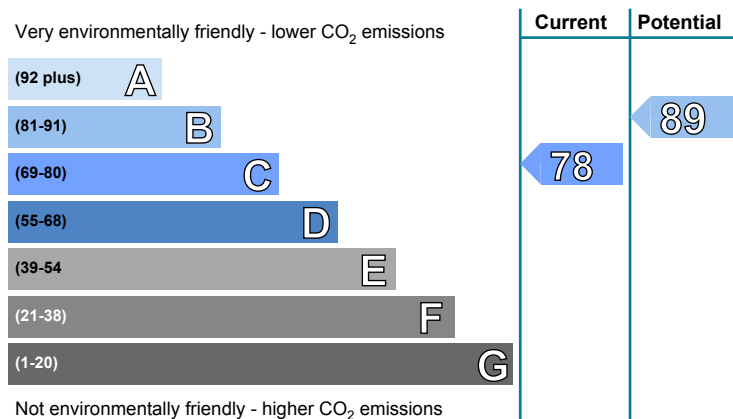 Current Potential
Very environmentally friendly - lower CO₂ emissions
(92 plus) A
(81-91) B 89
(69-80) C 78
(55-68) D
(39-54 E
(21-38) F
(1-20) G
Not environmentally friendly - higher CO₂ emissions